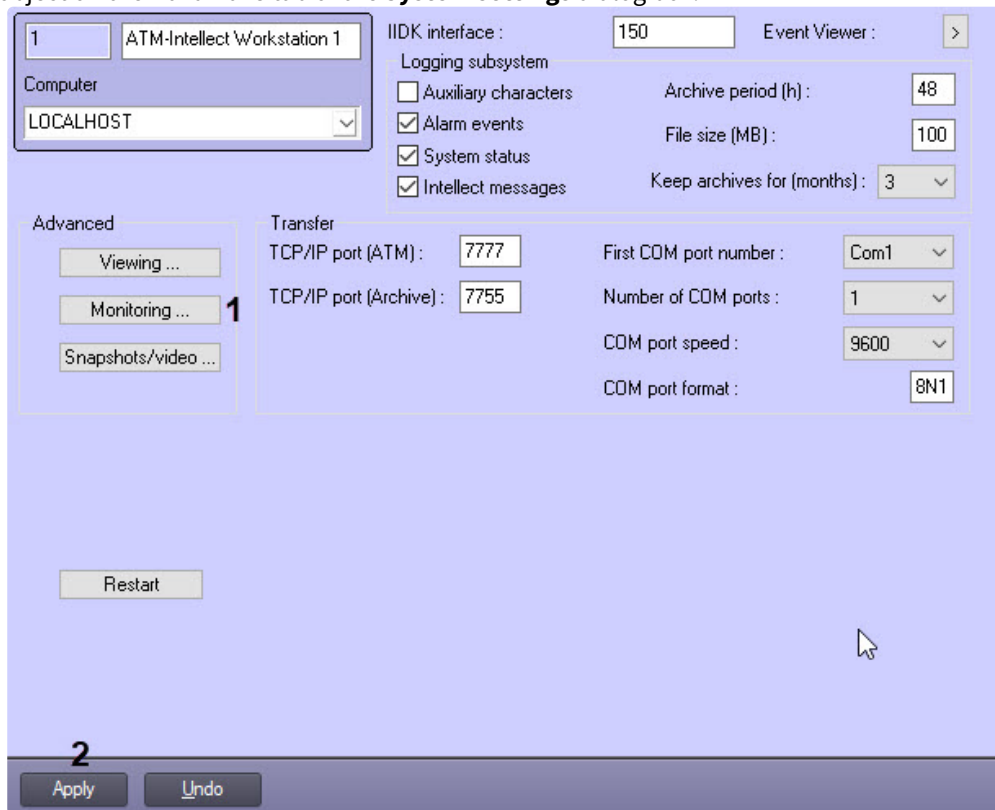 1
ATM-Intellect Workstation 1
Computer
LOCALHOST
IIDK interface :
150
Event Viewer :
>
Logging subsystem
Auxiliary characters
Alarm events
System status
Intellect messages
Archive period (h) :
48
File size (MB) :
100
Keep archives for (months) :
3
Advanced
Viewing ...
Monitoring ...
1
Snapshots/video ...
Transfer
TCP/IP port (ATM) :
7777
TCP/IP port (Archive) :
7755
First COM port number :
Com1
Number of COM ports :
1
COM port speed :
9600
COM port format :
8N1
Restart
2
Apply
Undo